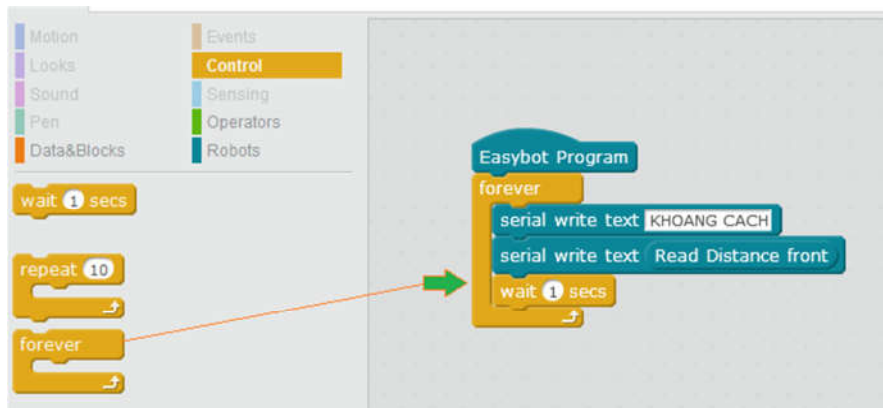 Motion
Events
Looks
Control
Sound
Sensing
Pen
Operators
Data&Blocks
Robots
wait 1 secs
repeat 10
forever
Easybot Program
forever
serial write text KHOANG CACH
serial write text Read Distance front
wait 1 secs